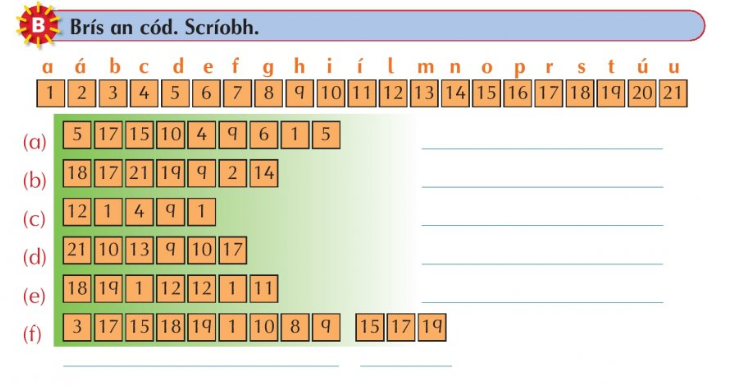 B Brís an cód. Scríobh.
a á b c d e f g h i í l m n o p r s t ú u
1 2 3 4 5 6 7 8 9 10 11 12 13 14 15 16 17 18 19 20 21
(a) 5 17 15 10 4 9 6 1 5
(b) 18 17 21 19 9 2 14
(c) 12 1 4 9 1
(d) 21 10 13 9 10 17
(e) 18 19 1 12 12 1 11
(f) 3 17 15 18 19 1 10 8 9 15 17 19